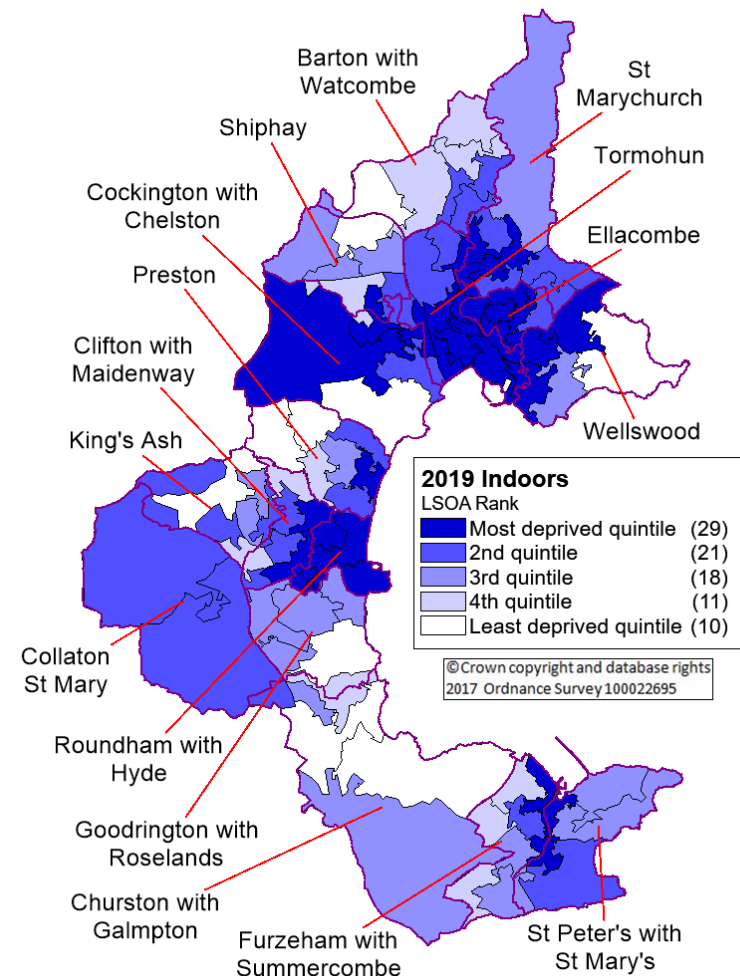 Barton with
Watcombe
St
Marychurch
Shiphay
Tormohun
Cockington with
Chelston
Ellacombe
Preston
Clifton with
Maidenway
King's Ash
Wellswood
2019 Indoors
LSOA Rank
Most deprived quintile (29)
2nd quintile (21)
3rd quintile (18)
4th quintile (11)
Least deprived quintile (10)
©Crown copyright and database rights
2017 Ordnance Survey 100022695
Collaton
St Mary
Roundham with
Hyde
Goodrington with
Roselands
Churston with
Galmpton
Furzeham with
Summercombe
St Peter's with
St Mary's